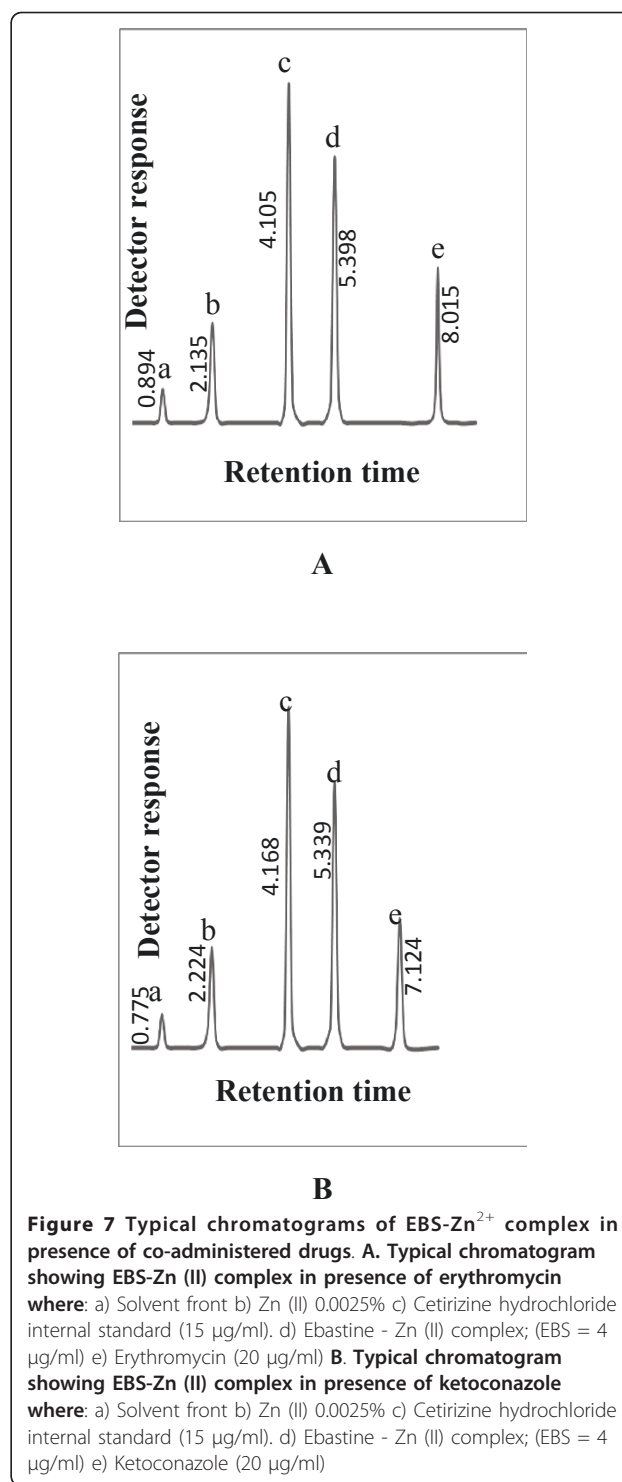 Detector response
0.894
a
2.135
b
4.105
c
5.398
d
8.015
e
Retention time
A
Detector response
0.775
a
2.224
b
4.168
c
5.339
d
7.124
e
Retention time
B
Figure 7 Typical chromatograms of EBS-Zn²⁺ complex in
presence of co-administered drugs. A. Typical chromatogram
showing EBS-Zn (II) complex in presence of erythromycin
where: a) Solvent front b) Zn (II) 0.0025% c) Cetirizine hydrochloride
internal standard (15 μg/ml). d) Ebastine - Zn (II) complex; (EBS = 4
μg/ml) e) Erythromycin (20 μg/ml) B. Typical chromatogram
showing EBS-Zn (II) complex in presence of ketoconazole
where: a) Solvent front b) Zn (II) 0.0025% c) Cetirizine hydrochloride
internal standard (15 μg/ml). d) Ebastine - Zn (II) complex; (EBS = 4
μg/ml) e) Ketoconazole (20 μg/ml)